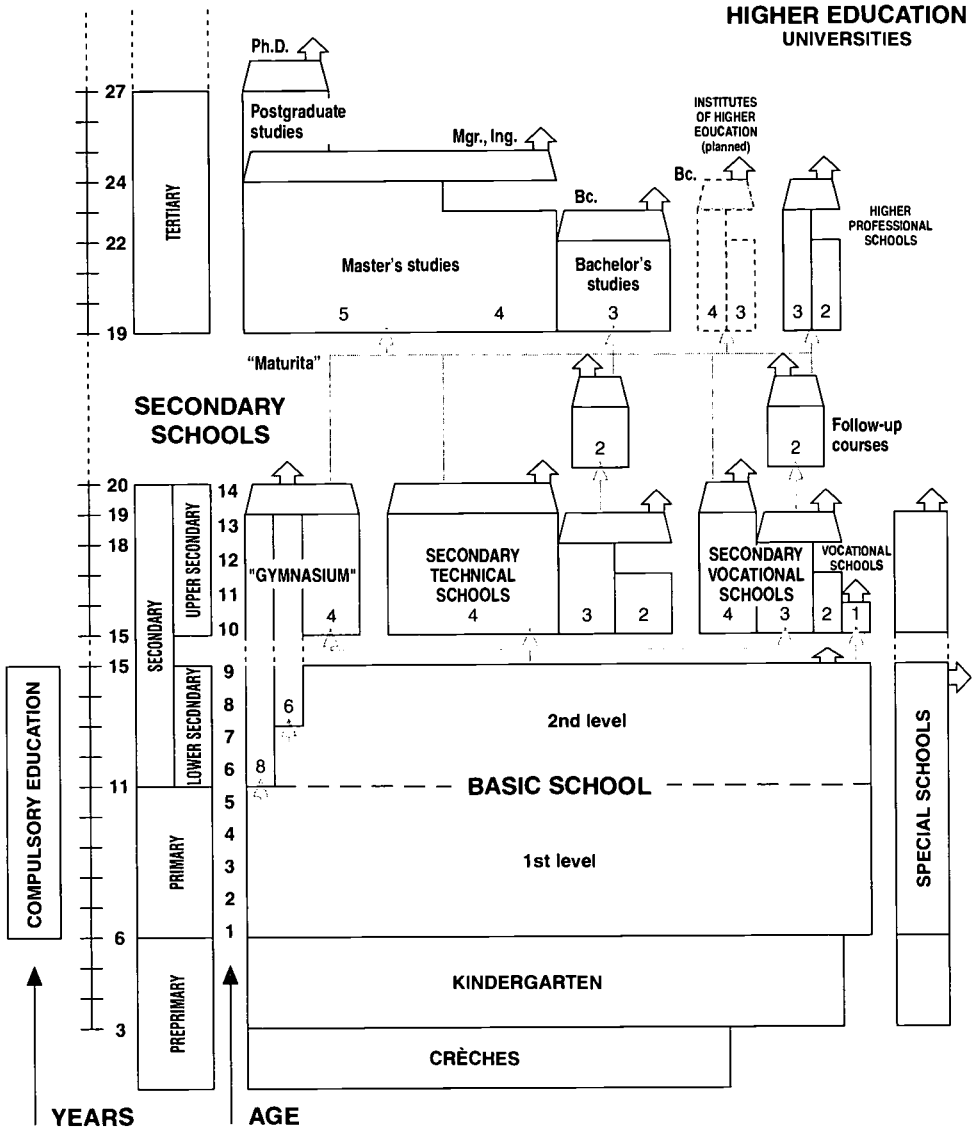 HIGHER EDUCATION
UNIVERSITIES
Ph.D.
27
Postgraduate
studies
Mgr., Ing.
INSTITUTES
OF HIGHER
EDUCATION
(planned)
Bc.
24
Bc.
HIGHER
PROFESSIONAL
SCHOOLS
TERTIARY
22
Master's studies
Bachelor's
studies
5
4
3
4
3
3
2
19
"Maturita"
SECONDARY
SCHOOLS
Follow-up
courses
2
2
20
19
18
15
SECONDARY
UPPER SECONDARY
14
13
12
11
10
"GYMNASIUM"
4
SECONDARY
TECHNICAL
SCHOOLS
4
3
2
SECONDARY
VOCATIONAL
SCHOOLS
4
3
2
VOCATIONAL
SCHOOLS
1
15
COMPULSORY EDUCATION
LOWER SECONDARY
9
8
7
6
6
8
2nd level
BASIC SCHOOL
11
PRIMARY
5
4
3
2
1
1st level
SPECIAL SCHOOLS
6
KINDERGARTEN
PREPRIMARY
3
CRÈCHES
YEARS
AGE